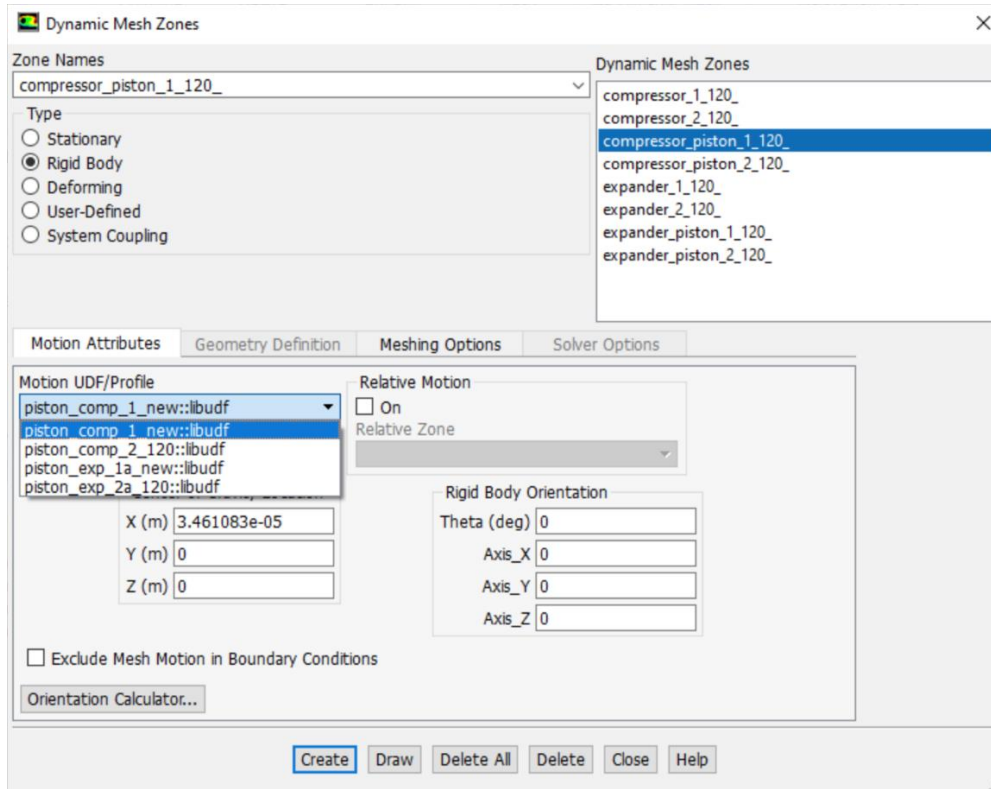 Dynamic Mesh Zones
Zone Names
compressor_piston_1_120_
Type
Stationary
Rigid Body
Deforming
User-Defined
System Coupling
Dynamic Mesh Zones
compressor_1_120_
compressor_2_120_
compressor_piston_1_120_
compressor_piston_2_120_
expander_1_120_
expander_2_120_
expander_piston_1_120_
expander_piston_2_120_
Motion Attributes
Geometry Definition
Meshing Options
Solver Options
Motion UDF/Profile
piston_comp_1_new::libudf
piston_comp_1_new::libudf
piston_comp_2_120::libudf
piston_exp_1a_new::libudf
piston_exp_2a_120::libudf
Relative Motion
On
Relative Zone
X (m) 3.461083e-05
Y (m) 0
Z (m) 0
Rigid Body Orientation
Theta (deg) 0
Axis_X 0
Axis_Y 0
Axis_Z 0
Exclude Mesh Motion in Boundary Conditions
Orientation Calculator...
Create
Draw
Delete All
Delete
Close
Help